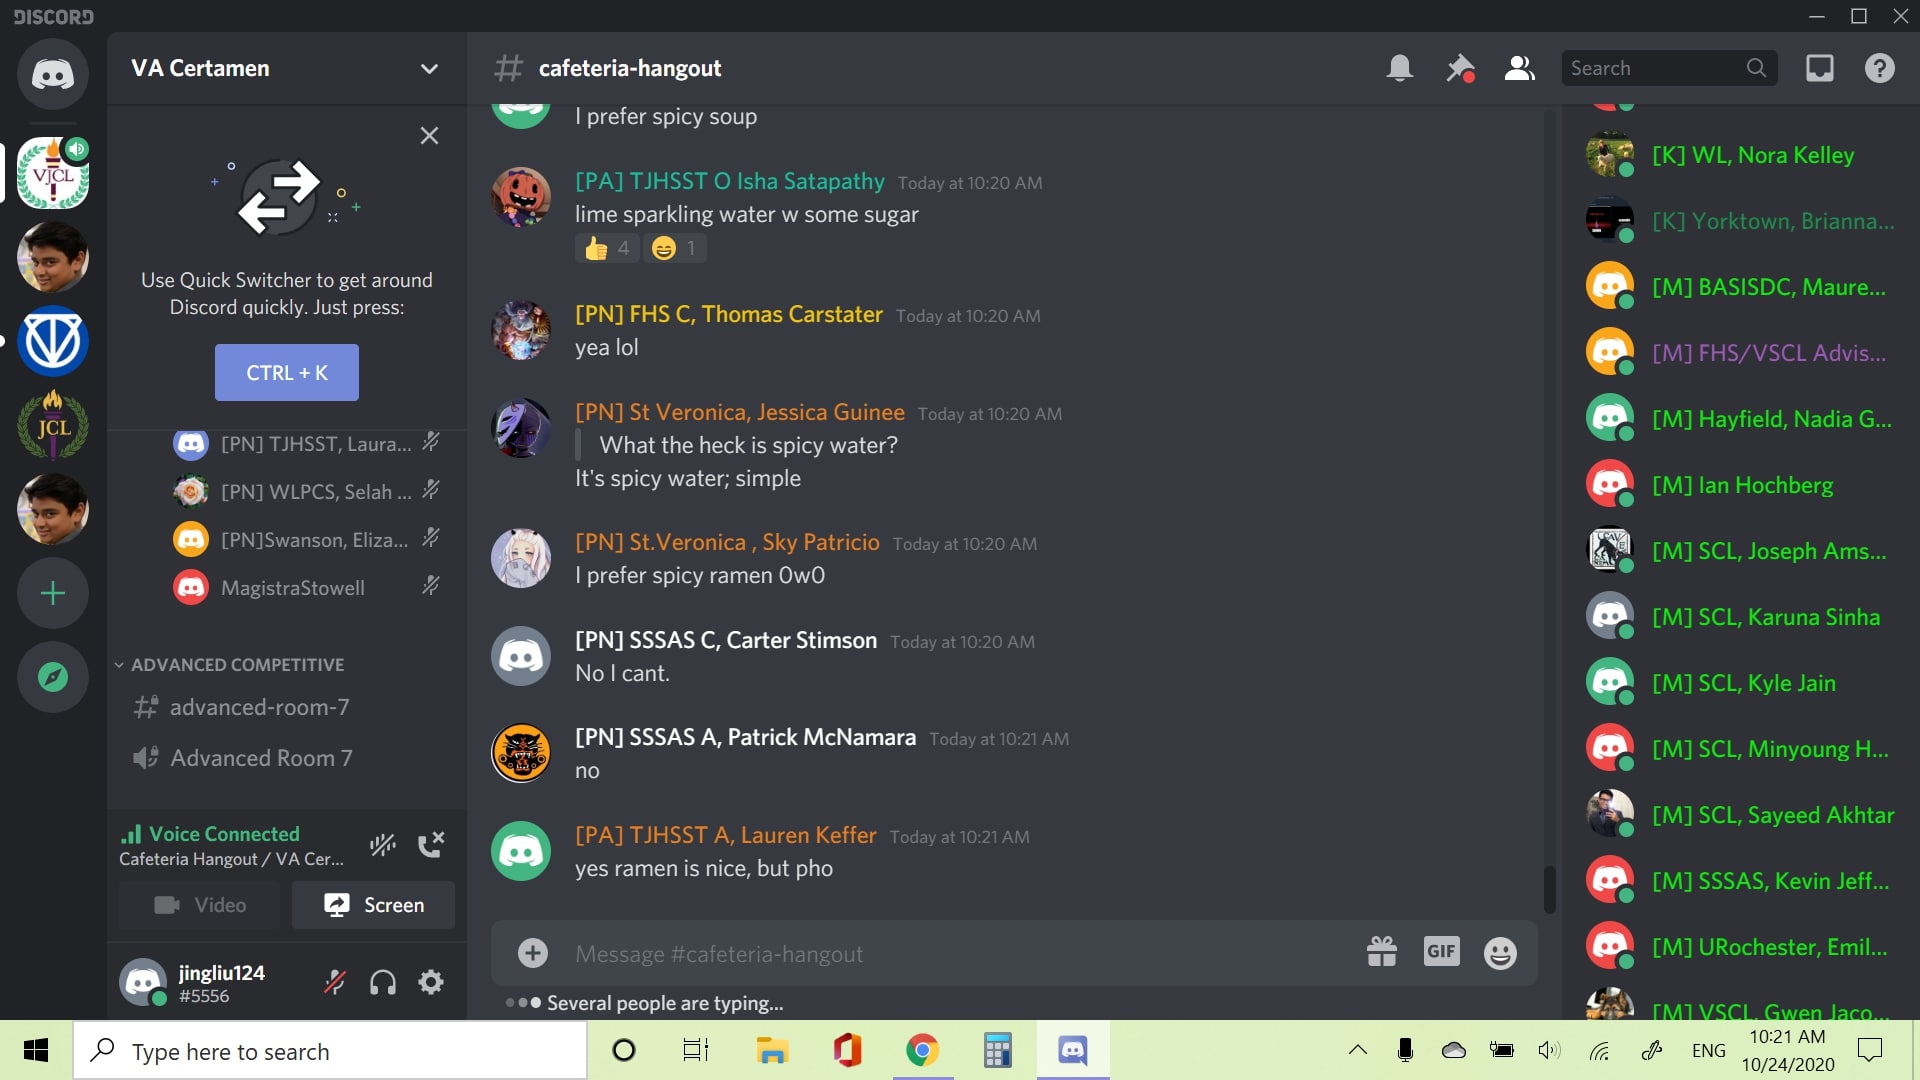 DISCORD
VA Certamen
cafeteria-hangout
Search
VJCL
JCL
Use Quick Switcher to get around
Discord quickly. Just press:
CTRL + K
[PN] TJHSST, Laura...
[PN] WLPCS, Selah ...
[PN]Swanson, Eliza...
MagistraStowell
ADVANCED COMPETITIVE
advanced-room-7
Advanced Room 7
Voice Connected
Cafeteria Hangout / VA Cer...
Video
Screen
jingliu124
#5556
I prefer spicy soup
[PA] TJHSST O Isha Satapathy Today at 10:20 AM
lime sparkling water w some sugar
4 1
[PN] FHS C, Thomas Carstater Today at 10:20 AM
yea lol
[PN] St Veronica, Jessica Guinee Today at 10:20 AM
What the heck is spicy water?
It's spicy water; simple
[PN] St.Veronica , Sky Patricio Today at 10:20 AM
I prefer spicy ramen 0w0
[PN] SSSAS C, Carter Stimson Today at 10:20 AM
No I cant.
[PN] SSSAS A, Patrick McNamara Today at 10:21 AM
no
[PA] TJHSST A, Lauren Keffer Today at 10:21 AM
yes ramen is nice, but pho
Message #cafeteria-hangout
GIF
Several people are typing...
[K] WL, Nora Kelley
[K] Yorktown, Brianna...
[M] BASISDC, Maure...
[M] FHS/VSCL Advis...
[M] Hayfield, Nadia G...
[M] Ian Hochberg
[M] SCL, Joseph Ams...
[M] SCL, Karuna Sinha
[M] SCL, Kyle Jain
[M] SCL, Minyoung H...
[M] SCL, Sayeed Akhtar
[M] SSSAS, Kevin Jeff...
[M] URochester, Emil...
[M] VSCL, Gwen Jaco...
Type here to search
ENG
10:21 AM
10/24/2020